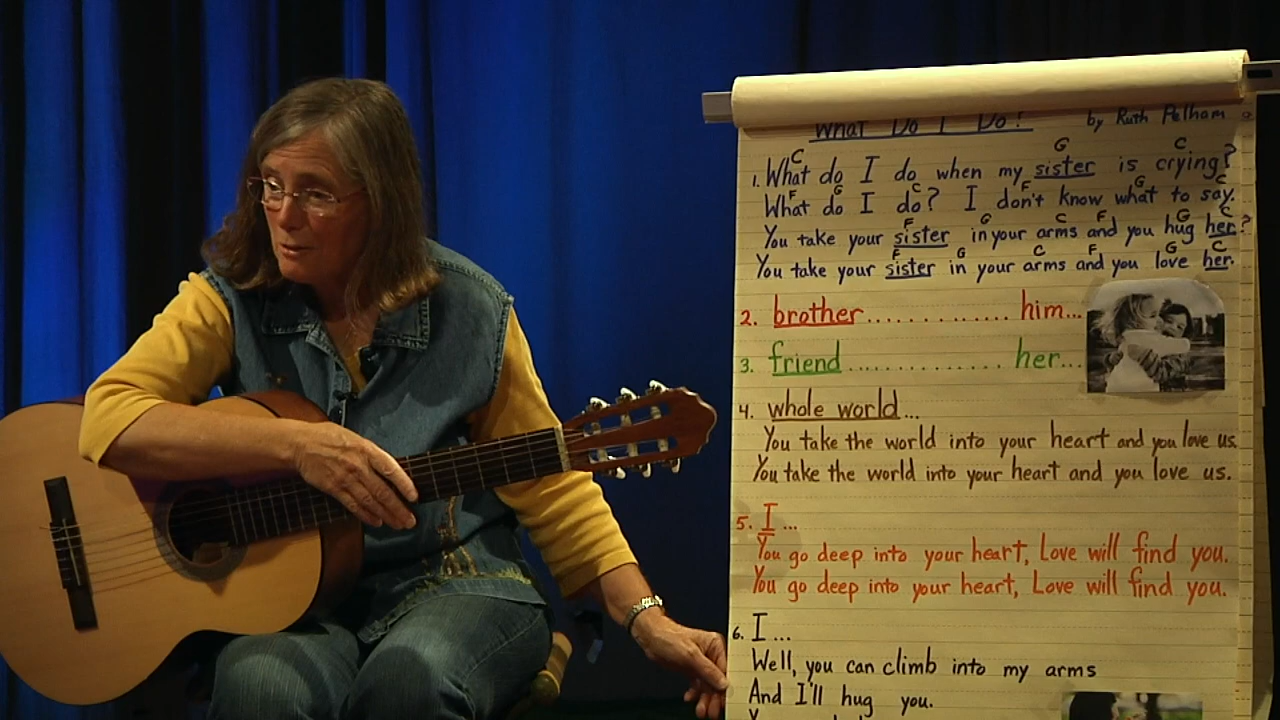 What Do I Do? by Ruth Pelham
C G C
1. What do I do when my sister is crying?
F G C F G C
What do I do? I don't know what to say.
F G C F G C
You take your sister in your arms and you hug her?
F G C F G C
You take your sister in your arms and you love her.
2. brother ............. him...
3. friend ............. her...
4. whole world...
You take the world into your heart and you love us.
You take the world into your heart and you love us.
5. I...
You go deep into your heart, Love will find you.
You go deep into your heart, Love will find you.
6. I...
Well, you can climb into my arms
And I'll hug you.